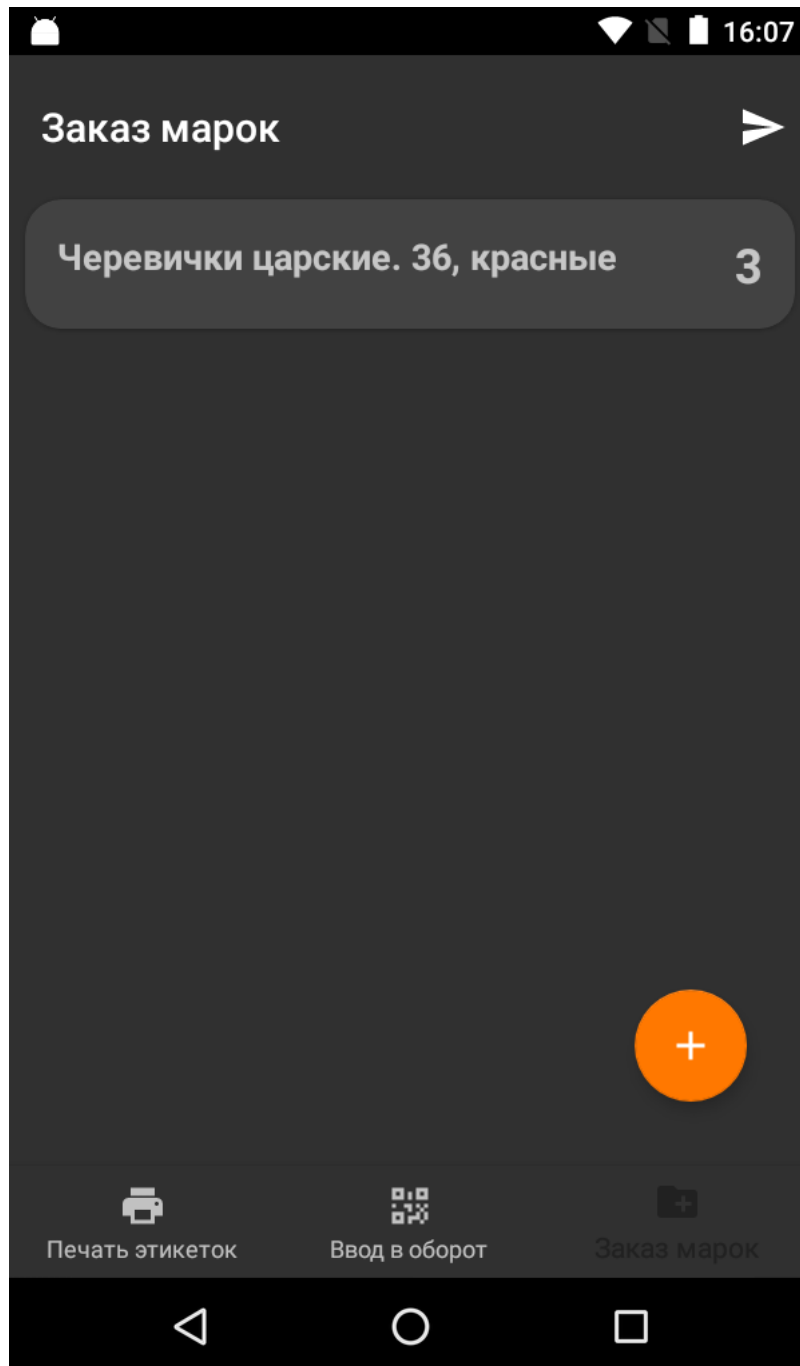 16:07
Заказ марок
Черевички царские. 36, красные
3
Печать этикеток
Ввод в оборот
Заказ марок